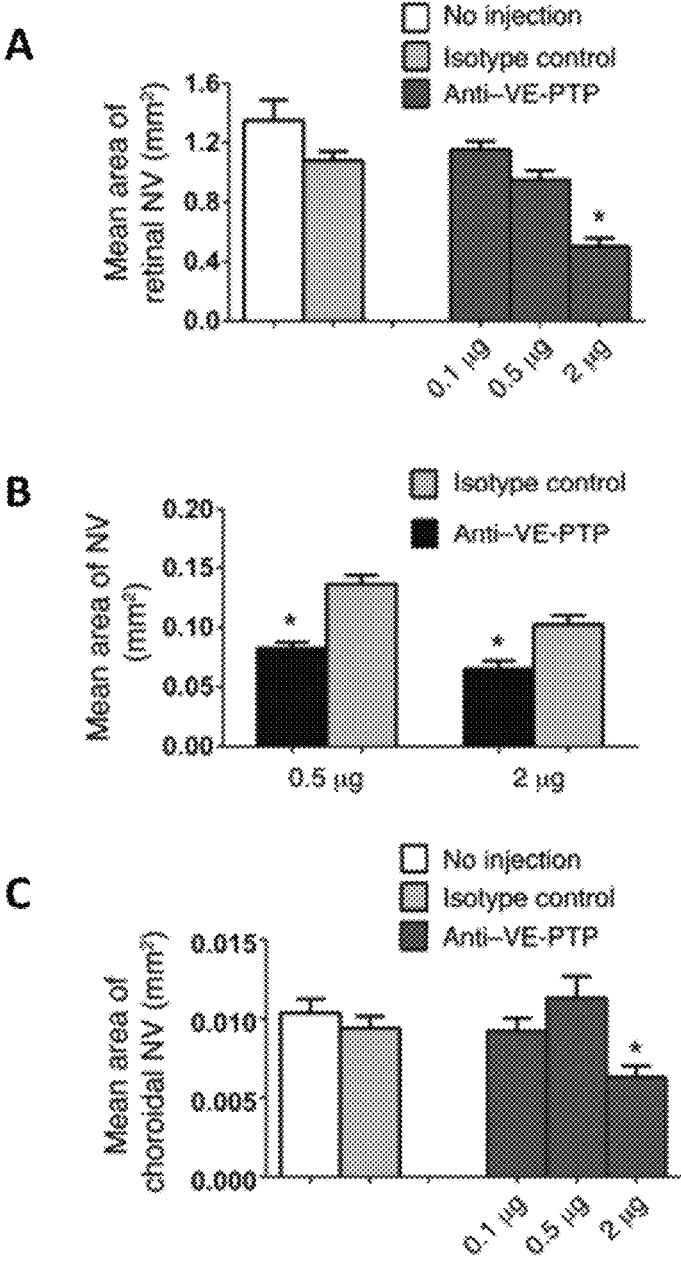 A
No injection
Isotype control
Anti–VE-PTP
Mean area of
retinal NV (mm²)
1.6
1.2
0.8
0.4
0.0
*
0.1 µg
0.5 µg
2 µg
B
Isotype control
Anti–VE-PTP
Mean area of NV
(mm²)
0.20
0.15
0.10
0.05
0.00
*
*
0.5 µg
2 µg
C
No injection
Isotype control
Anti–VE-PTP
Mean area of
choroidal NV (mm²)
0.015
0.010
0.005
0.000
*
0.1 µg
0.5 µg
2 µg